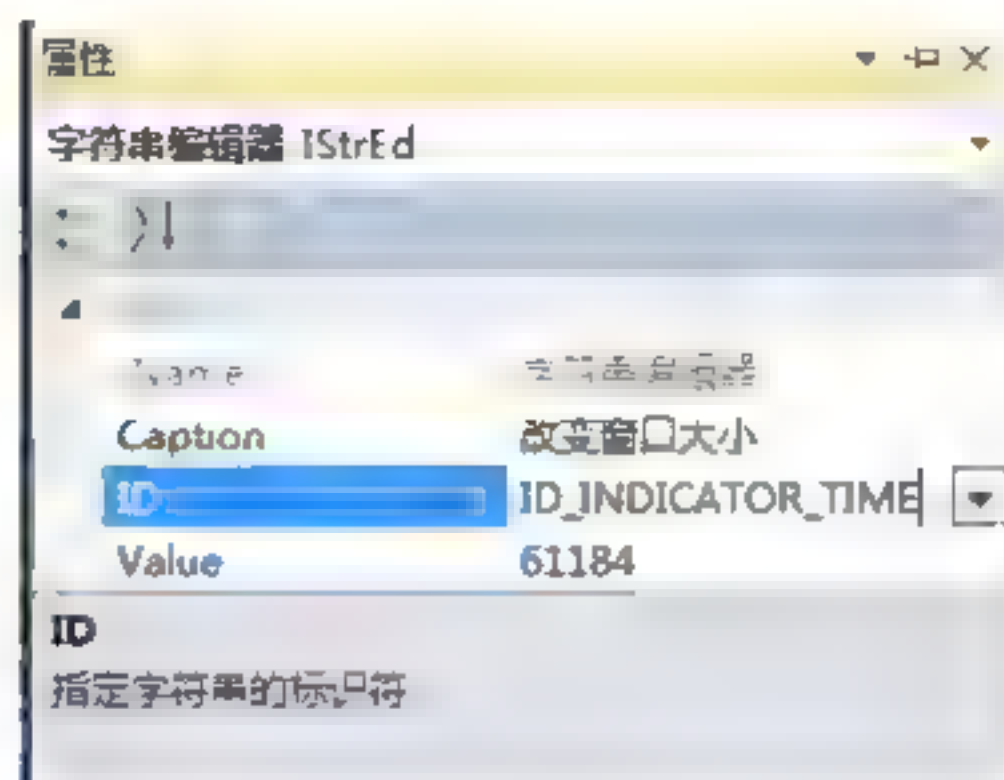 属性
字符串编辑器 IStrEd
Caption 改变窗口大小
ID ID_INDICATOR_TIME
Value 61184
ID
指定字符串的标识符